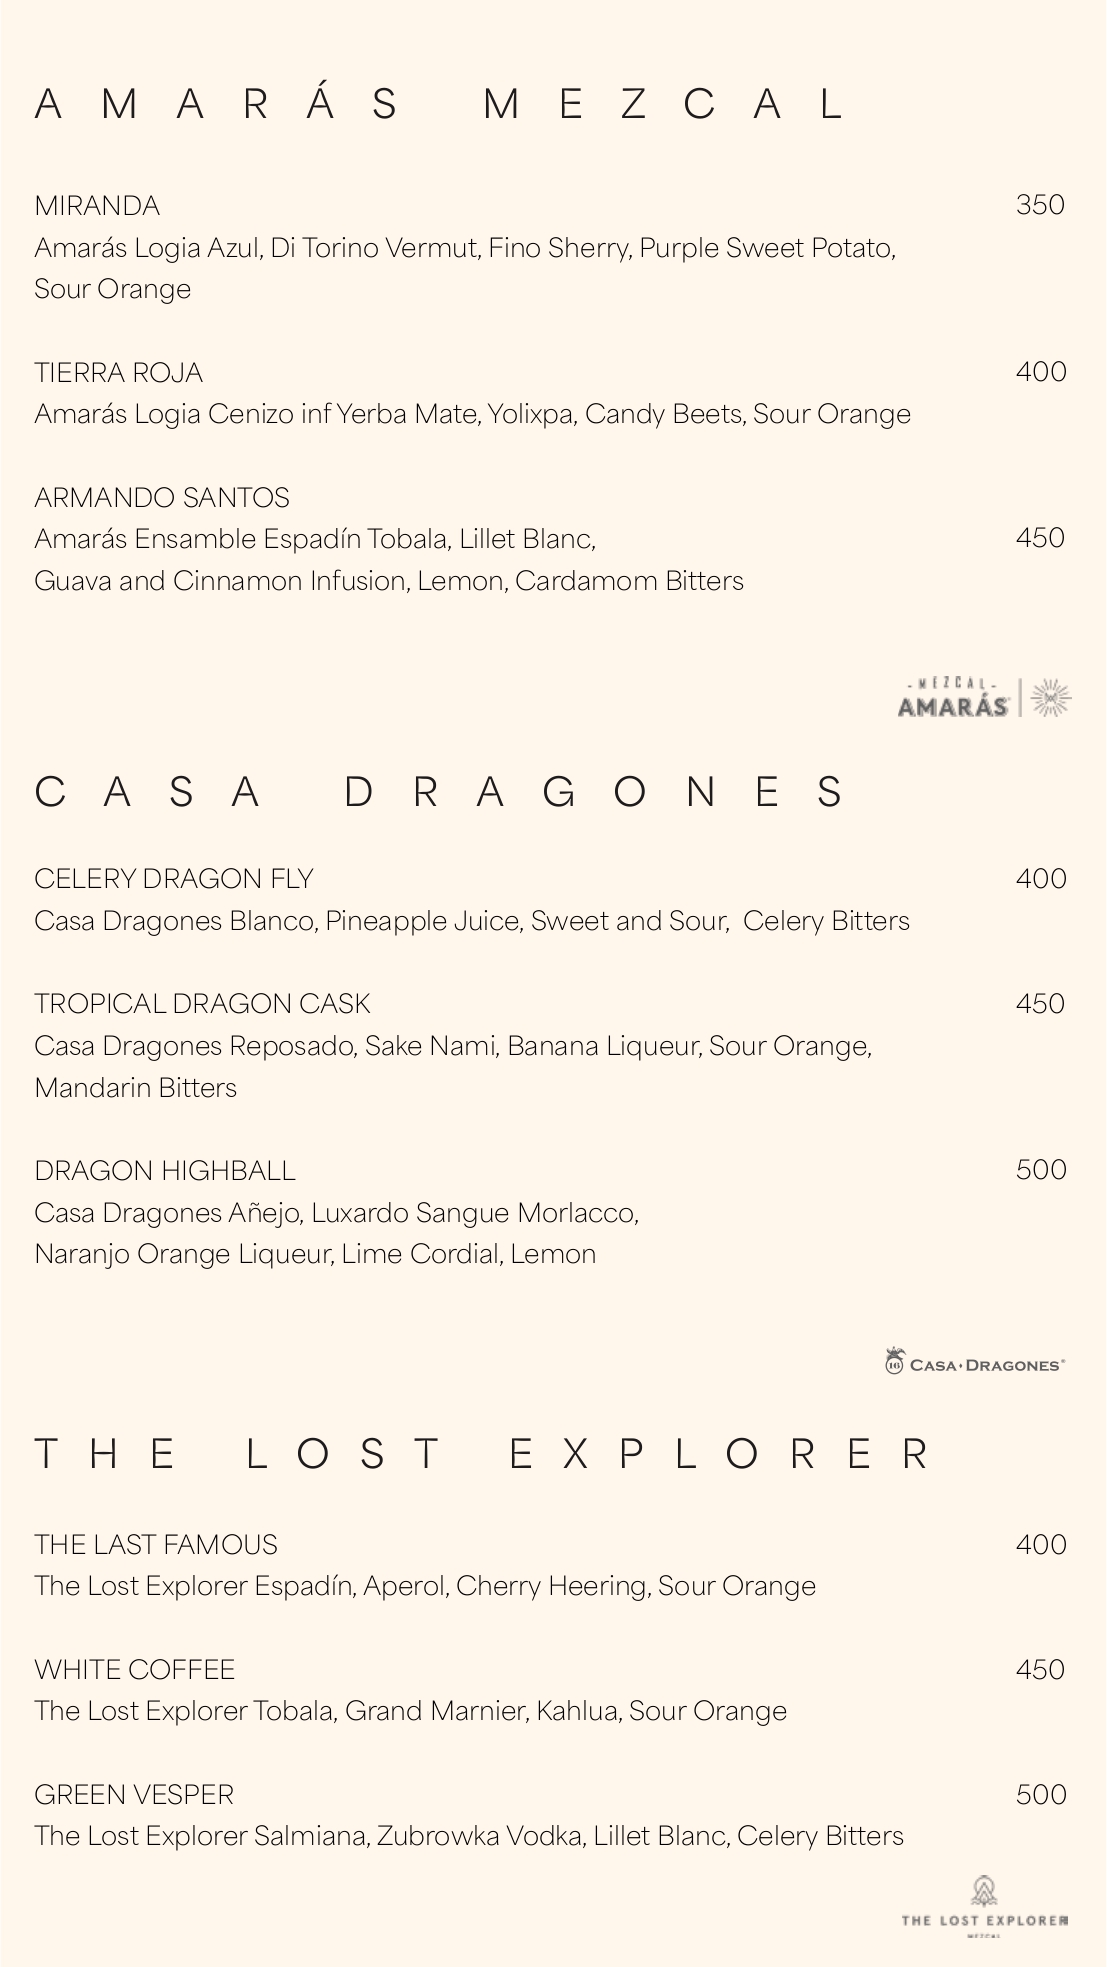 AMARÁS MEZCAL
MIRANDA 350
Amarás Logia Azul, Di Torino Vermut, Fino Sherry, Purple Sweet Potato,
Sour Orange
TIERRA ROJA 400
Amarás Logia Cenizo inf Yerba Mate, Yolixpa, Candy Beets, Sour Orange
ARMANDO SANTOS
Amarás Ensamble Espadín Tobala, Lillet Blanc, 450
Guava and Cinnamon Infusion, Lemon, Cardamom Bitters
-MEZCAL-
AMARÁS
CASA DRAGONES
CELERY DRAGON FLY 400
Casa Dragones Blanco, Pineapple Juice, Sweet and Sour,  Celery Bitters
TROPICAL DRAGON CASK 450
Casa Dragones Reposado, Sake Nami, Banana Liqueur, Sour Orange,
Mandarin Bitters
DRAGON HIGHBALL 500
Casa Dragones Añejo, Luxardo Sangue Morlacco,
Naranjo Orange Liqueur, Lime Cordial, Lemon
16 CASA·DRAGONES®
THE LOST EXPLORER
THE LAST FAMOUS 400
The Lost Explorer Espadín, Aperol, Cherry Heering, Sour Orange
WHITE COFFEE 450
The Lost Explorer Tobala, Grand Marnier, Kahlua, Sour Orange
GREEN VESPER 500
The Lost Explorer Salmiana, Zubrowka Vodka, Lillet Blanc, Celery Bitters
THE LOST EXPLORER
MEZCAL